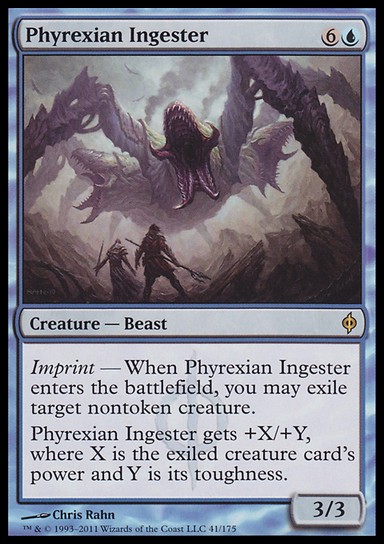 Phyrexian Ingester 6
Creature — Beast
Imprint — When Phyrexian Ingester
enters the battlefield, you may exile
target nontoken creature.
Phyrexian Ingester gets +X/+Y,
where X is the exiled creature card's
power and Y is its toughness.
Chris Rahn
3/3
™ & © 1993–2011 Wizards of the Coast LLC 41/175